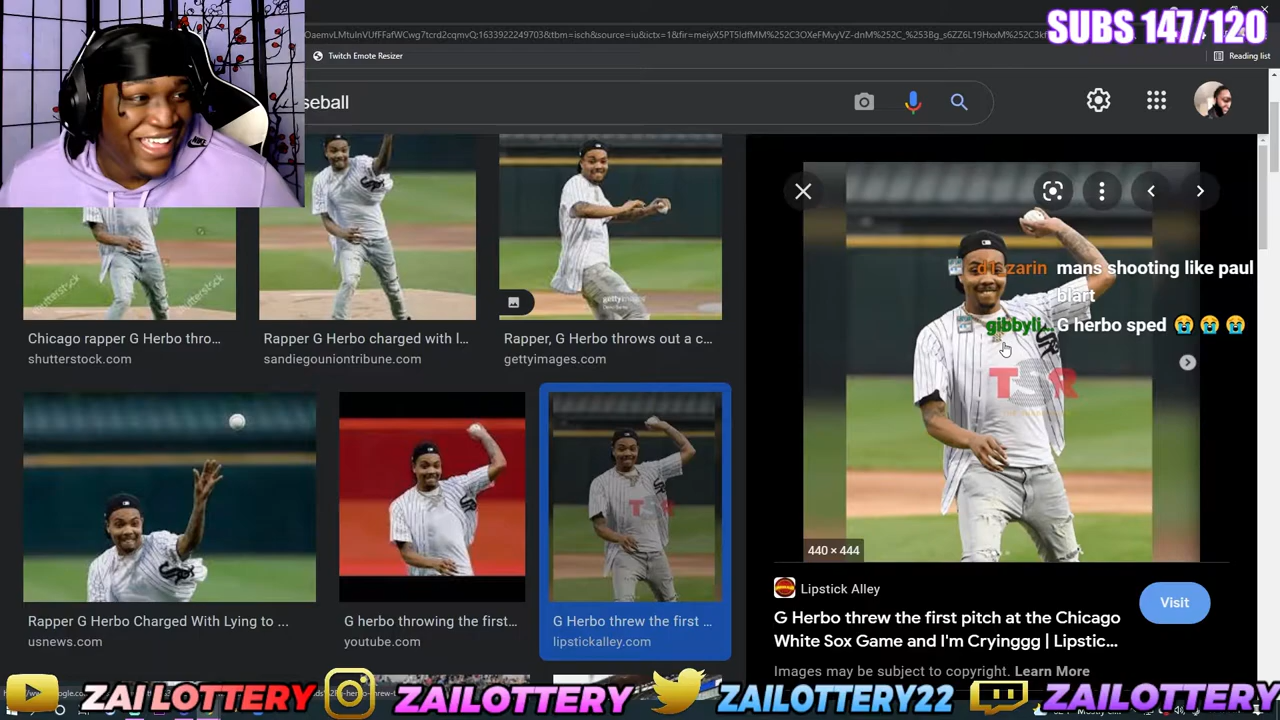 SUBS 147/120
Twitch Emote Resizer
Reading list
seball
d1_zarin mans shooting like paul
blart
gibbyli... G herbo sped 😭😭😭
TSR
Chicago rapper G Herbo thro...
shutterstock.com
Rapper G Herbo charged with l...
sandiegouniontribune.com
gettyimages
Rapper, G Herbo throws out a c...
gettyimages.com
440 × 444
Lipstick Alley
G Herbo threw the first pitch at the Chicago
White Sox Game and I'm Cryinggg | Lipstic...
Visit
Images may be subject to copyright. Learn More
Rapper G Herbo Charged With Lying to ...
usnews.com
G herbo throwing the first...
youtube.com
G Herbo threw the first ...
lipstickalley.com
ZAI LOTTERY
ZAILOTTERY
ZAILOTTERY22
ZAILOTTERY